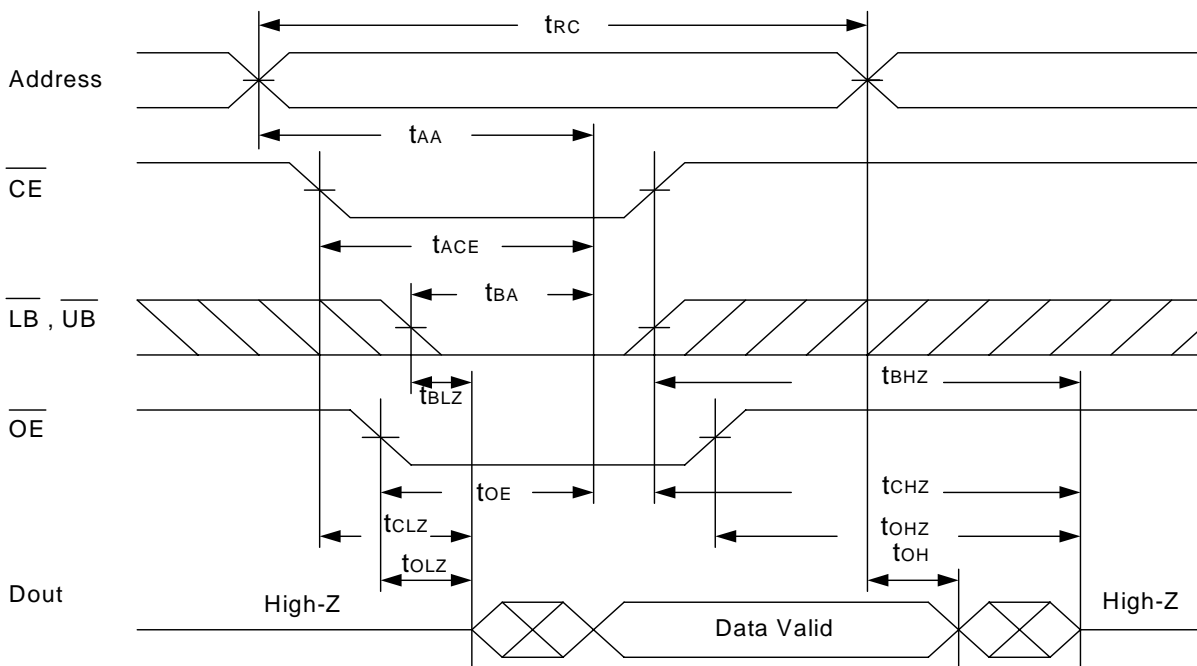 tRC
Address
tAA
CE
tACE
LB , UB
tBA
tBLZ
tBHZ
OE
tOE
tCHZ
tCLZ
tOHZ
tOLZ
tOH
Dout
High-Z
Data Valid
High-Z